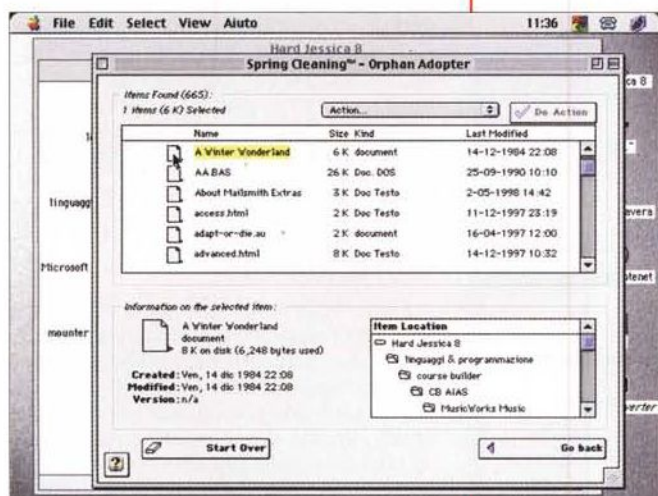 File Edit Select View Aiuto 11:36
Hard Jessica 8
Spring Cleaning™ - Orphan Adopter
Items Found (665):
1 Items (6 K) Selected
Action...
Do Action
Name Size Kind Last Modified
A Winter Wonderland 6 K document 14-12-1984 22:08
AA.BAS 26 K Doc. DOS 25-09-1990 10:10
About Mailsmith Extras 3 K Doc Testo 2-05-1998 14:42
access.html 2 K Doc Testo 11-12-1997 23:19
adapt-or-die.au 2 K document 16-04-1997 12:00
advanced.html 8 K Doc Testo 14-12-1997 10:32
linguagg
Microsoft
mounter
ca 8
avera
otenet
verter
Information on the selected item:
A Winter Wonderland
document
8 K on disk (6,248 bytes used)
Created: Ven, 14 dic 1984 22:08
Modified: Ven, 14 dic 1984 22:08
Version: n/a
Item Location
Hard Jessica 8
linguaggi & programmazione
course builder
CB AIAS
MusicWorks Music
?
Start Over
Go back